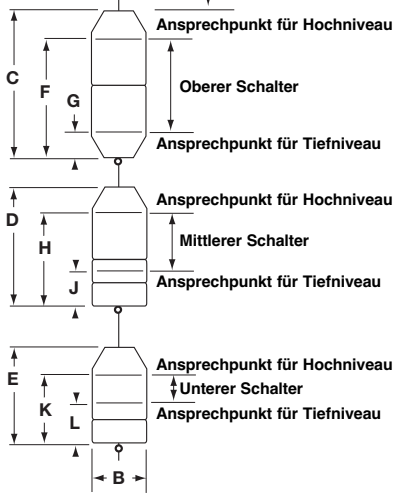 Ansprechpunkt für Hochniveau
C
F
G
Oberer Schalter
Ansprechpunkt für Tiefniveau
Ansprechpunkt für Hochniveau
D
H
Mittlerer Schalter
J
Ansprechpunkt für Tiefniveau
Ansprechpunkt für Hochniveau
E
Unterer Schalter
K
L
Ansprechpunkt für Tiefniveau
B